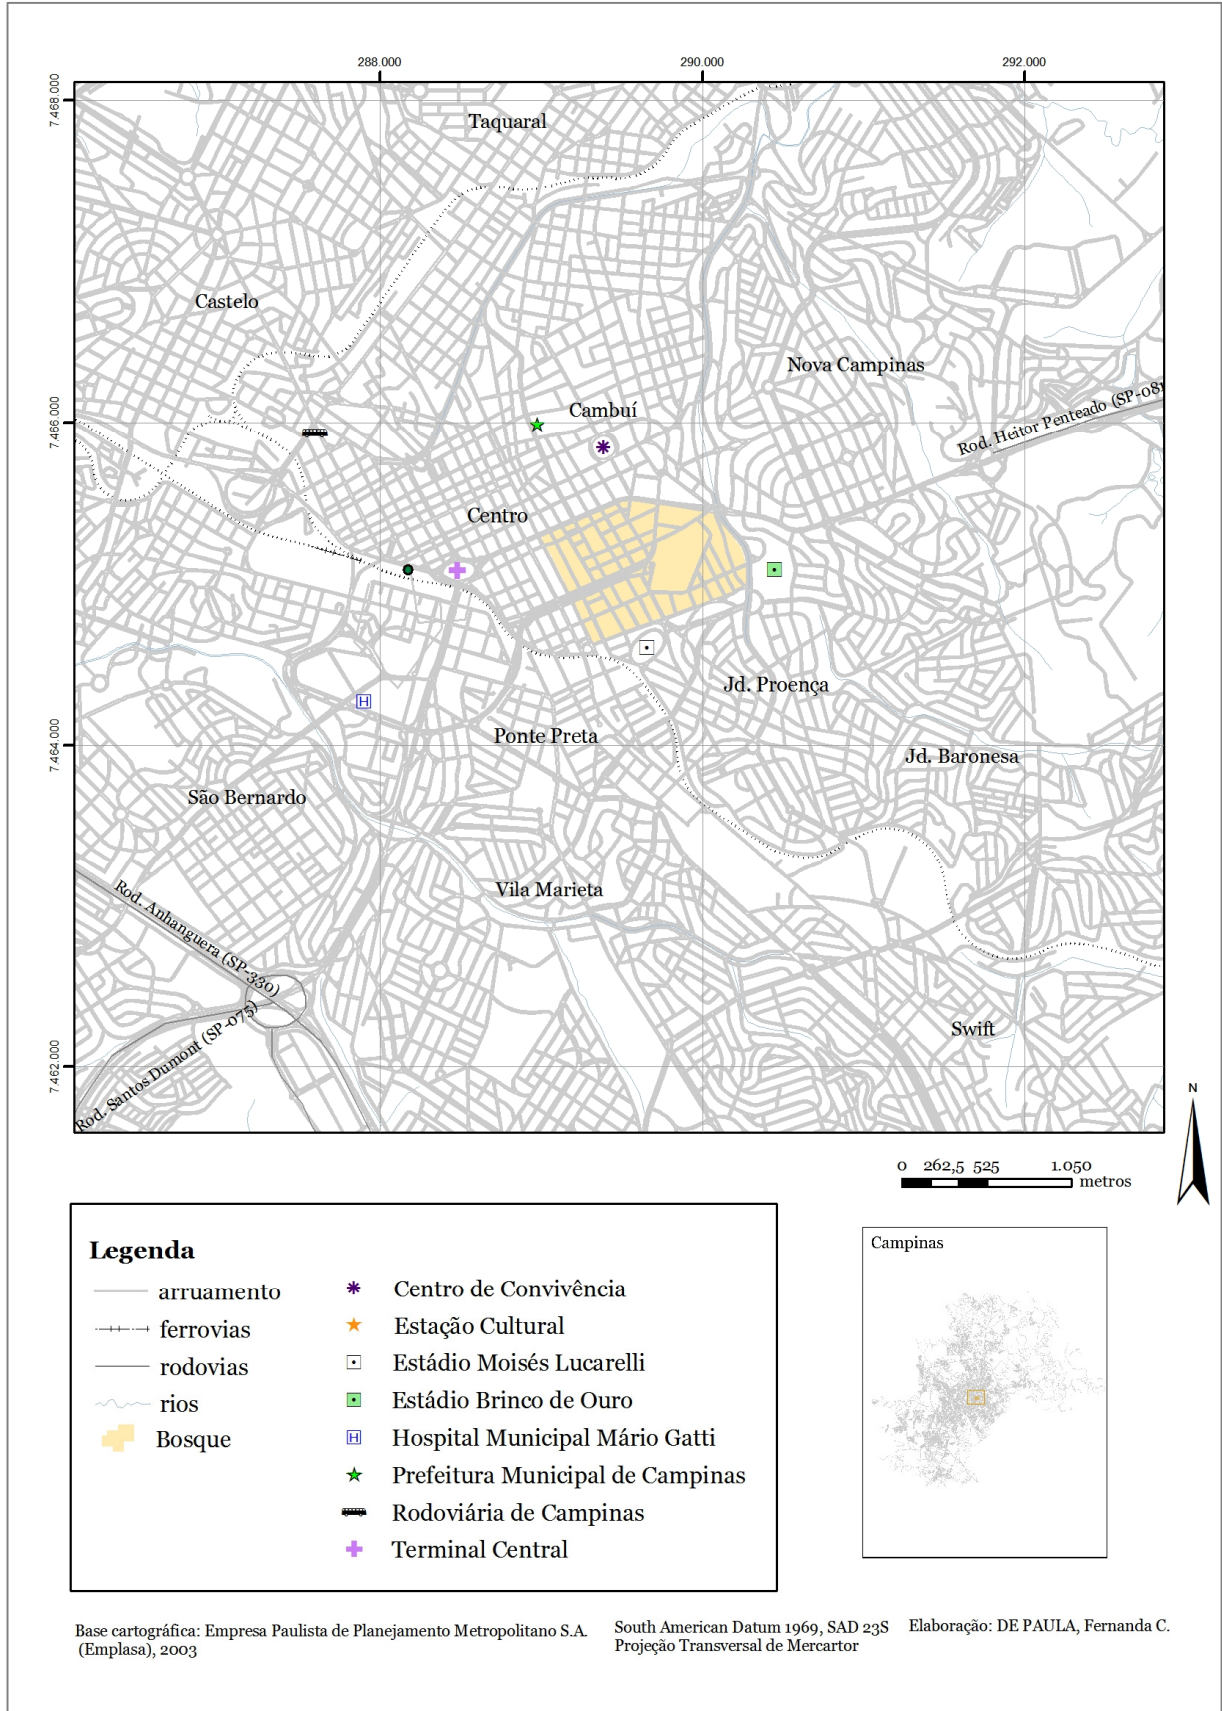 288.000 290.000 292.000
7.468.000
Taquaral
Castelo
Nova Campinas
Rod. Heitor Penteado (SP-081
Cambuí
7.466.000
Centro
Jd. Proença
Ponte Preta
7.464.000
Jd. Baronesa
São Bernardo
Vila Marieta
Rod. Anhanguera (SP-330)
Rod. Santos Dumont (SP-075)
Swift
7.462.000
N
0 262,5 525 1.050
metros
Legenda
arruamento
ferrovias
rodovias
rios
Bosque
Centro de Convivência
Estação Cultural
Estádio Moisés Lucarelli
Estádio Brinco de Ouro
H Hospital Municipal Mário Gatti
Prefeitura Municipal de Campinas
Rodoviária de Campinas
Terminal Central
H
Campinas
Base cartográfica: Empresa Paulista de Planejamento Metropolitano S.A.
(Emplasa), 2003
South American Datum 1969, SAD 23S
Projeção Transversal de Mercartor
Elaboração: DE PAULA, Fernanda C.